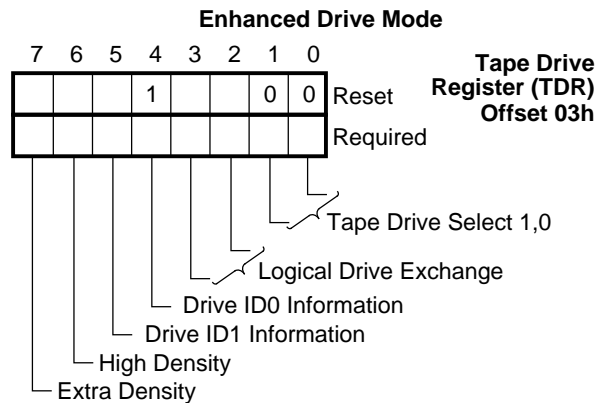 Enhanced Drive Mode
7 6 5 4 3 2 1 0
Tape Drive
Register (TDR)
Offset 03h
1 0 0 Reset
Required
Tape Drive Select 1,0
Logical Drive Exchange
Drive ID0 Information
Drive ID1 Information
High Density
Extra Density